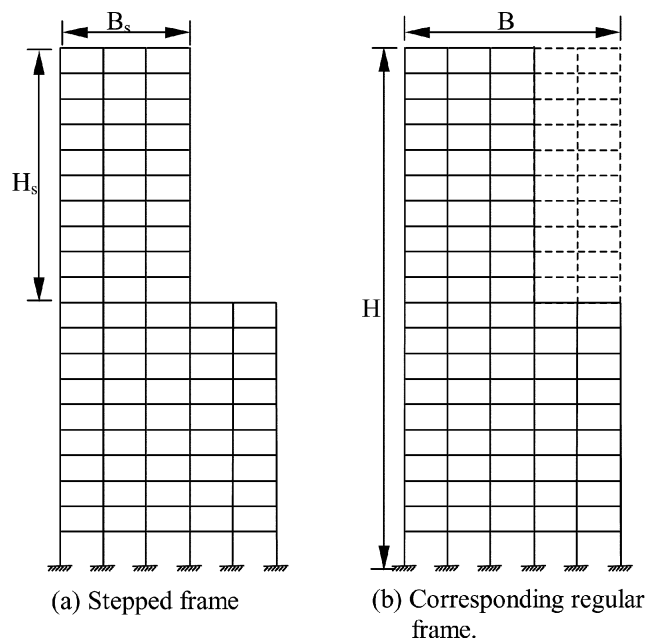 Bₛ
B
Hₛ
H
(a) Stepped frame
(b) Corresponding regular
frame.